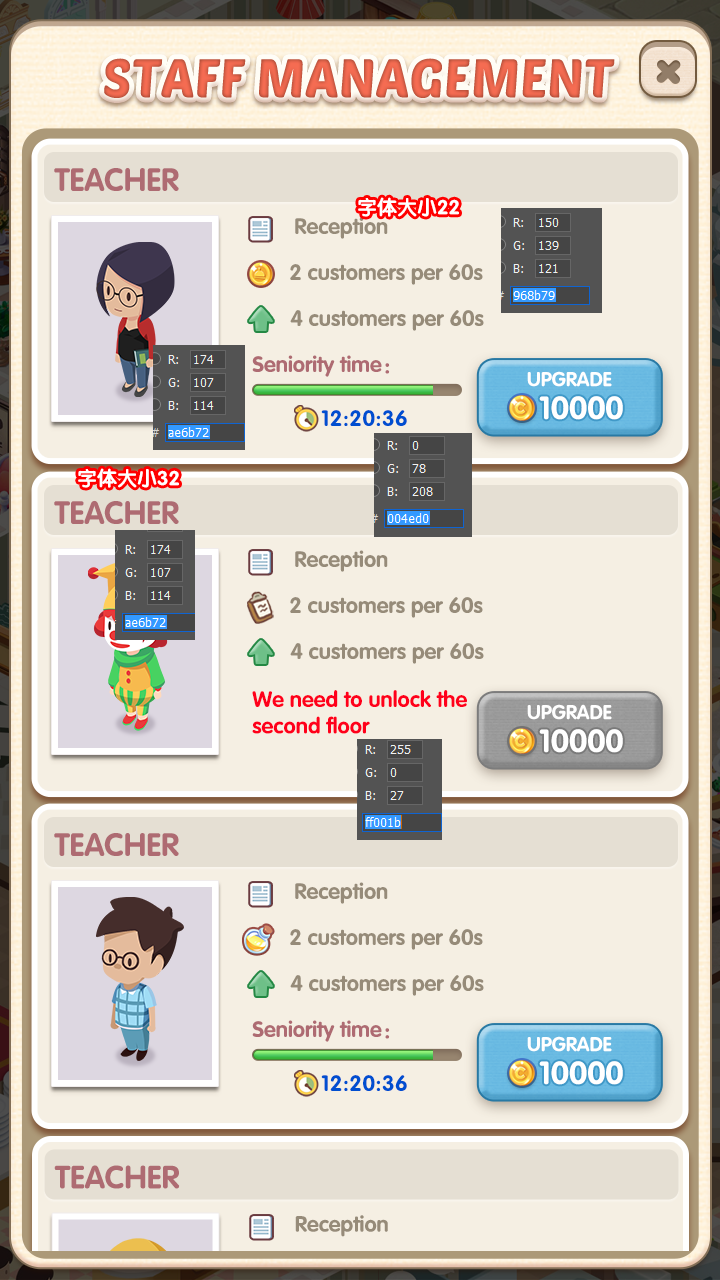 STAFF MANAGEMENT
TEACHER
字体大小22
Reception
R: 150
G: 139
B: 121
# 968b79
2 customers per 60s
4 customers per 60s
Seniority time:
R: 174
G: 107
B: 114
# ae6b72
12:20:36
UPGRADE
10000
R: 0
G: 78
B: 208
# 004ed0
字体大小32
TEACHER
R: 174
G: 107
B: 114
ae6b72
Reception
2 customers per 60s
4 customers per 60s
We need to unlock the
second floor
UPGRADE
10000
R: 255
G: 0
B: 27
ff001b
TEACHER
Reception
2 customers per 60s
4 customers per 60s
Seniority time:
12:20:36
UPGRADE
10000
TEACHER
Reception